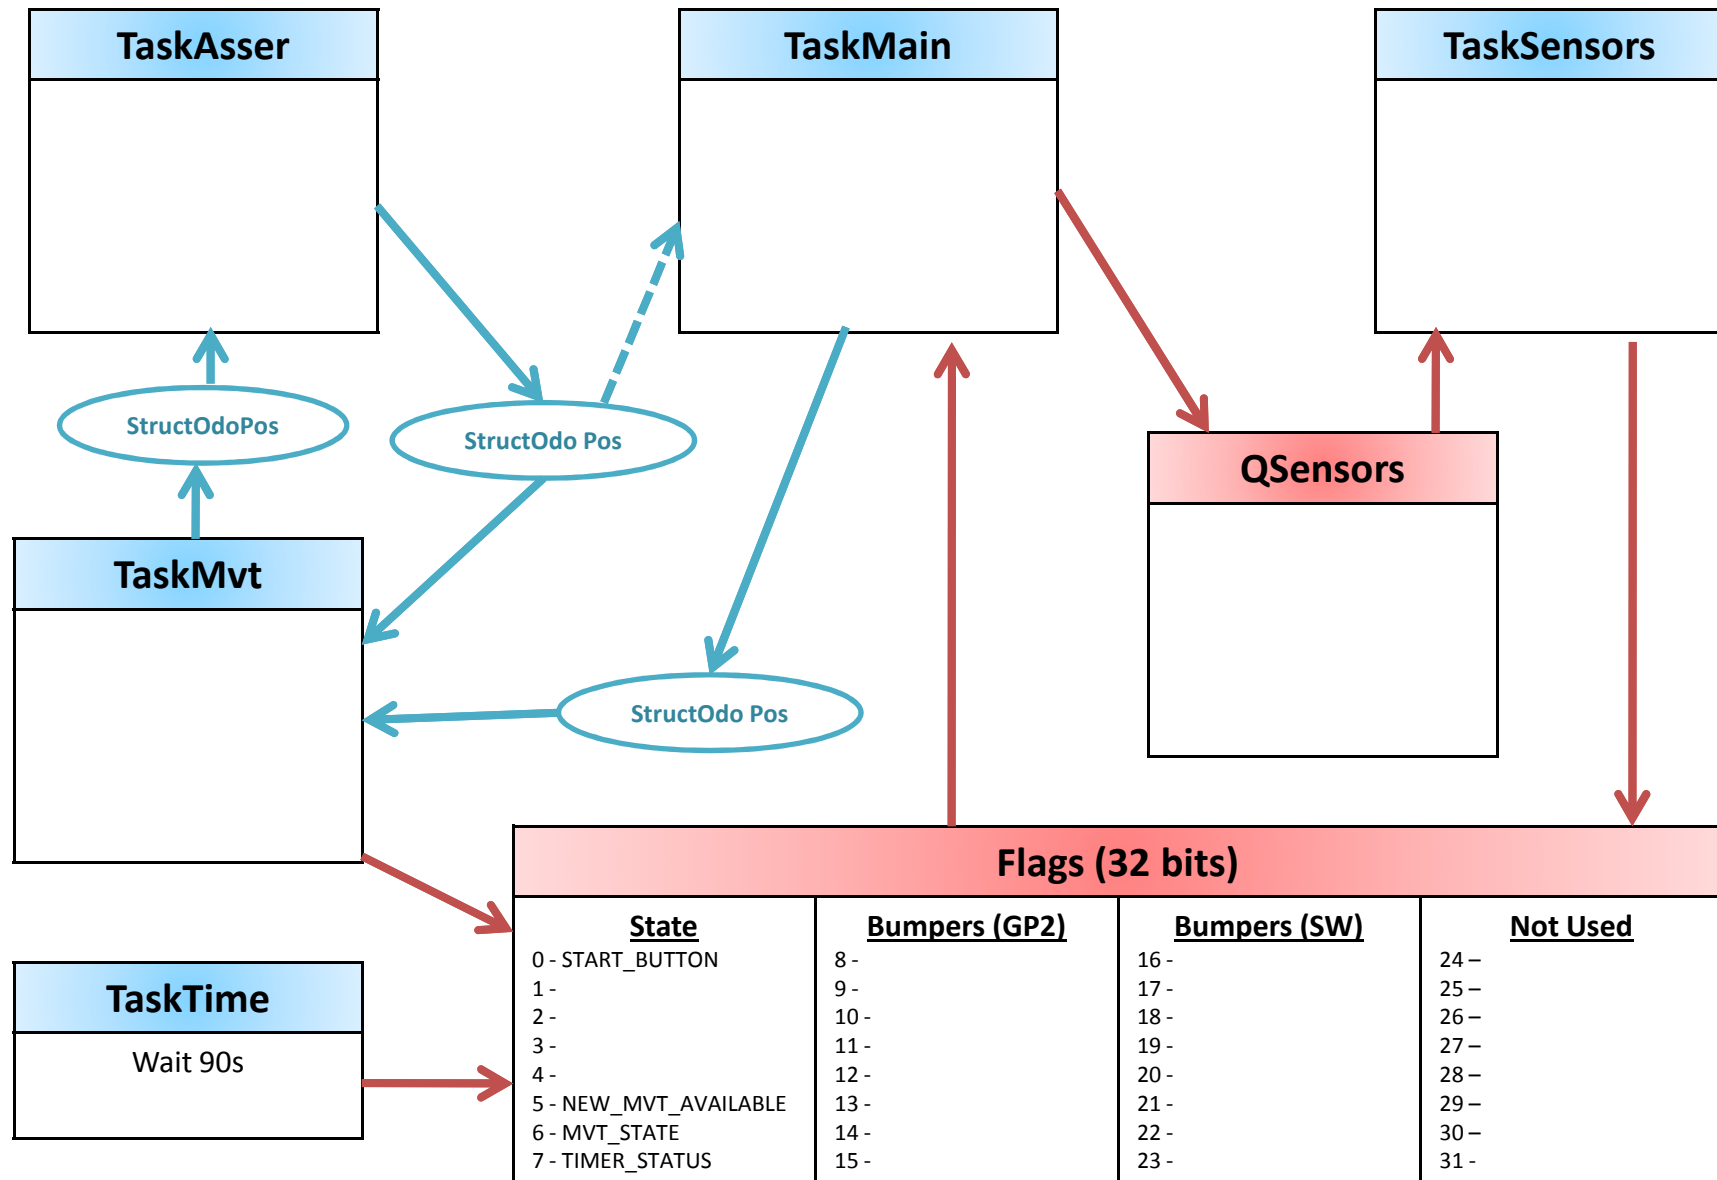 TaskAsser
TaskMain
TaskSensors
StructOdoPos
StructOdo Pos
QSensors
TaskMvt
StructOdo Pos
Flags (32 bits)
State
0 - START_BUTTON
1 -
2 -
3 -
4 -
5 - NEW_MVT_AVAILABLE
6 - MVT_STATE
7 - TIMER_STATUS
Bumpers (GP2)
8 -
9 -
10 -
11 -
12 -
13 -
14 -
15 -
Bumpers (SW)
16 -
17 -
18 -
19 -
20 -
21 -
22 -
23 -
Not Used
24 –
25 –
26 –
27 –
28 –
29 –
30 –
31 -
TaskTime
Wait 90s